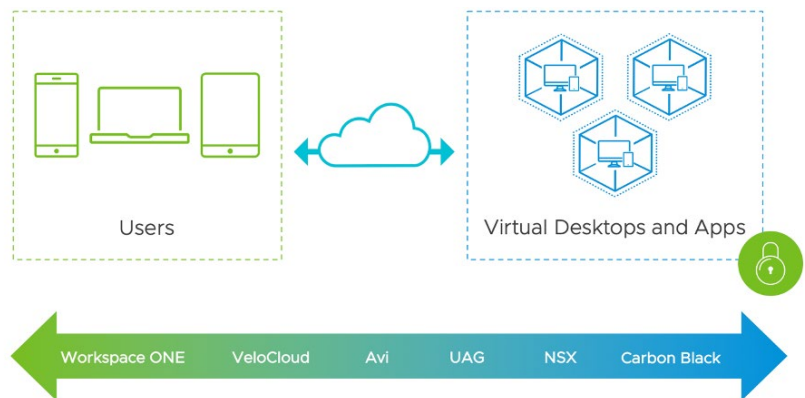 Users
Virtual Desktops and Apps
Workspace ONE VeloCloud Avi UAG NSX Carbon Black